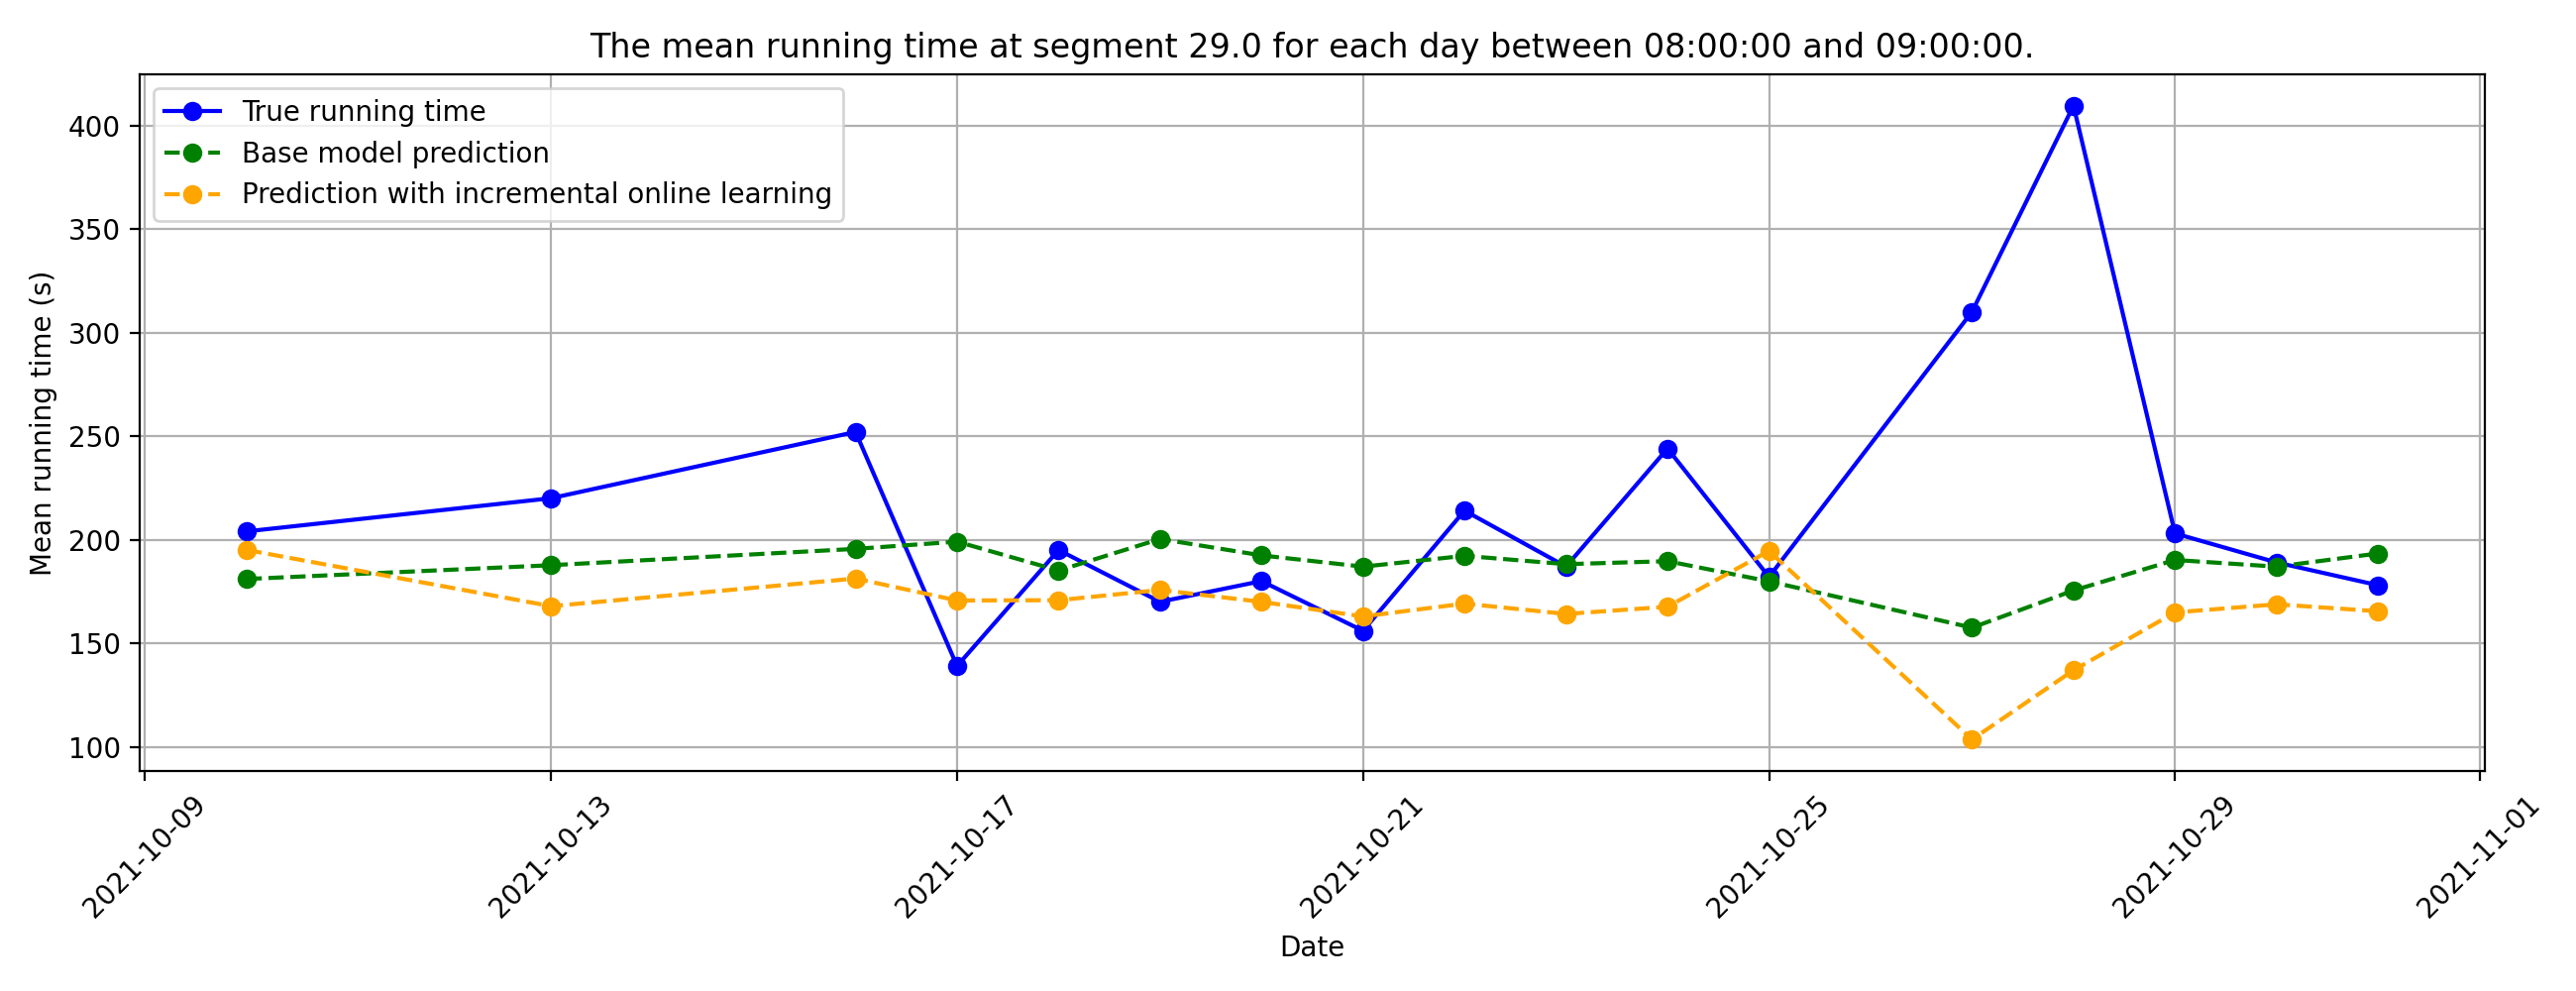 The mean running time at segment 29.0 for each day between 08:00:00 and 09:00:00.
True running time
Base model prediction
Prediction with incremental online learning
Mean running time (s)
400
350
300
250
200
150
100
2021-10-09
2021-10-13
2021-10-17
2021-10-21
2021-10-25
2021-10-29
2021-11-01
Date